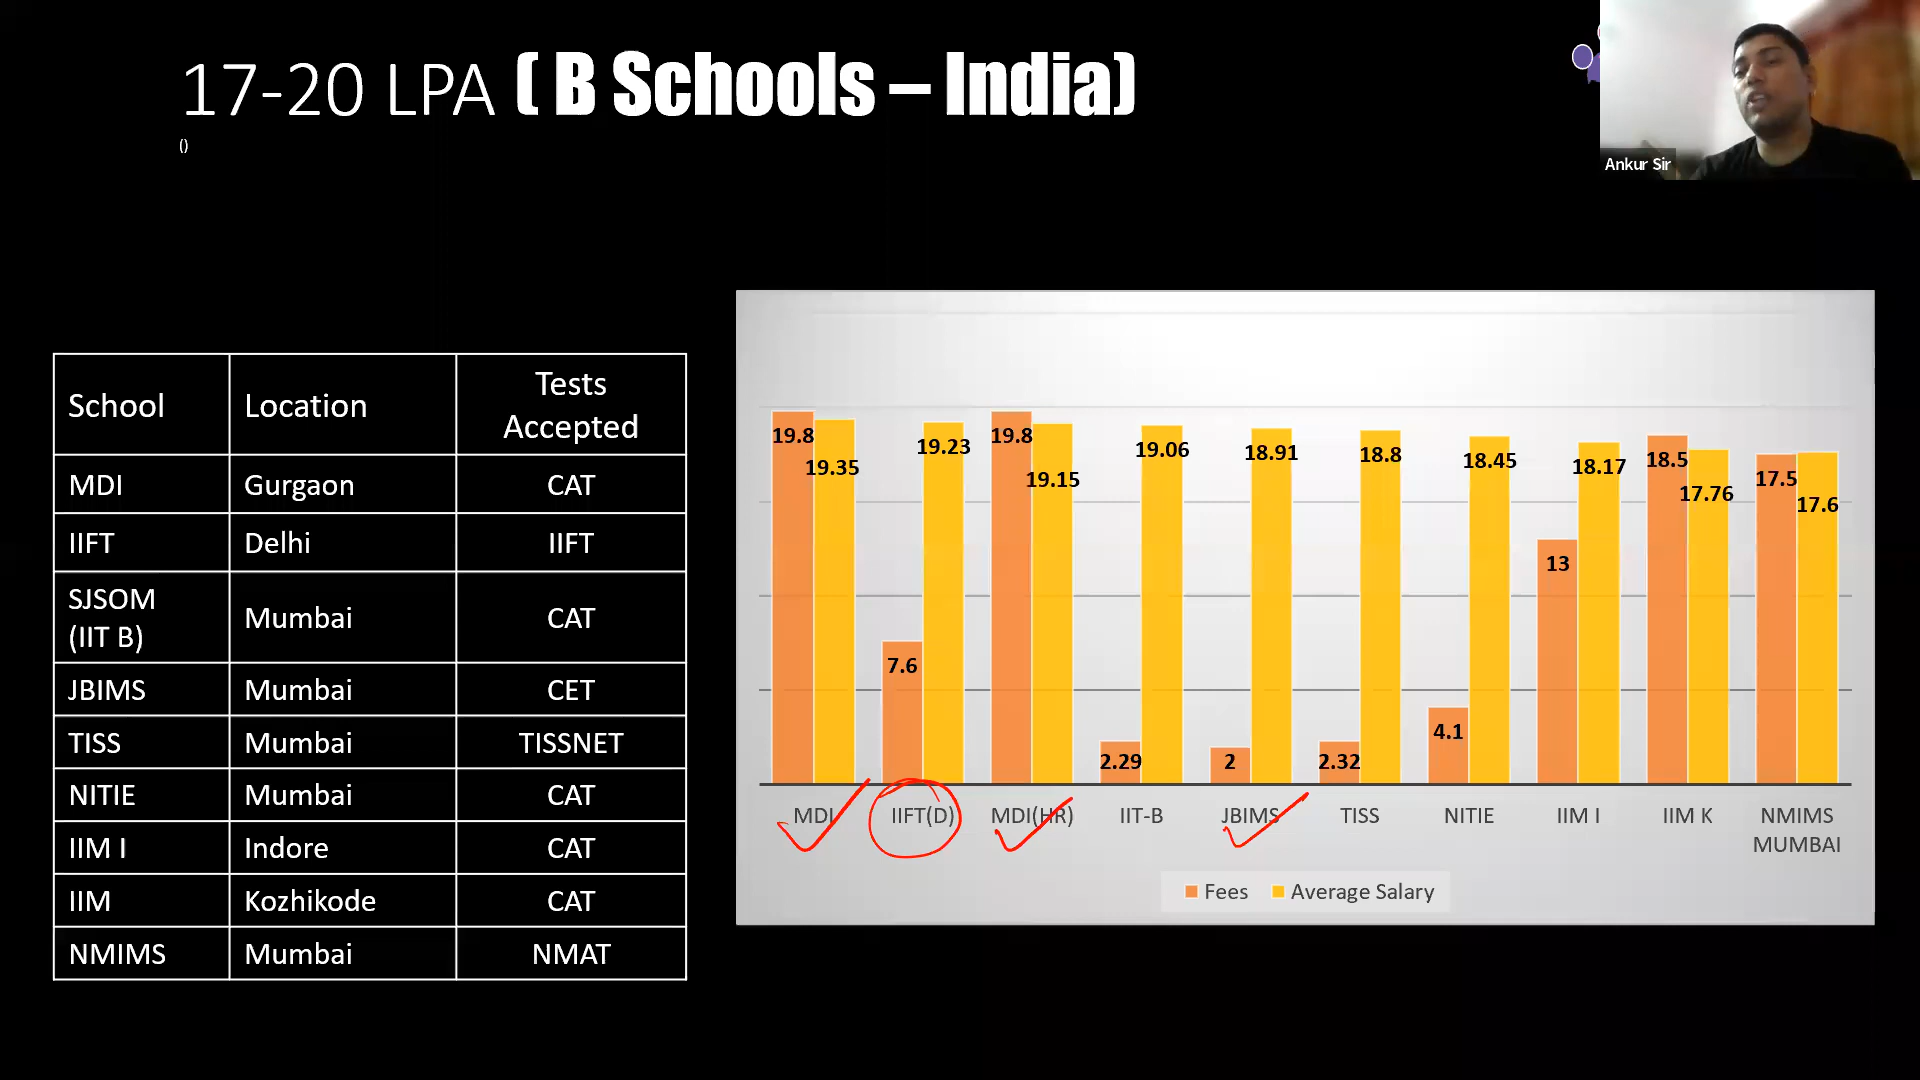 17-20 LPA ( B Schools – India)
()
Ankur Sir
School Location Tests Accepted
MDI Gurgaon CAT
IIFT Delhi IIFT
SJSOM (IIT B) Mumbai CAT
JBIMS Mumbai CET
TISS Mumbai TISSNET
NITIE Mumbai CAT
IIM I Indore CAT
IIM Kozhikode CAT
NMIMS Mumbai NMAT
19.8 19.35 7.6 19.23 19.8 19.15 2.29 19.06 2 18.91 2.32 18.8 4.1 18.45 13 18.17 18.5 17.76 17.5 17.6
MDI IIFT(D) MDI(HR) IIT-B JBIMS TISS NITIE IIM I IIM K NMIMS MUMBAI
Fees Average Salary